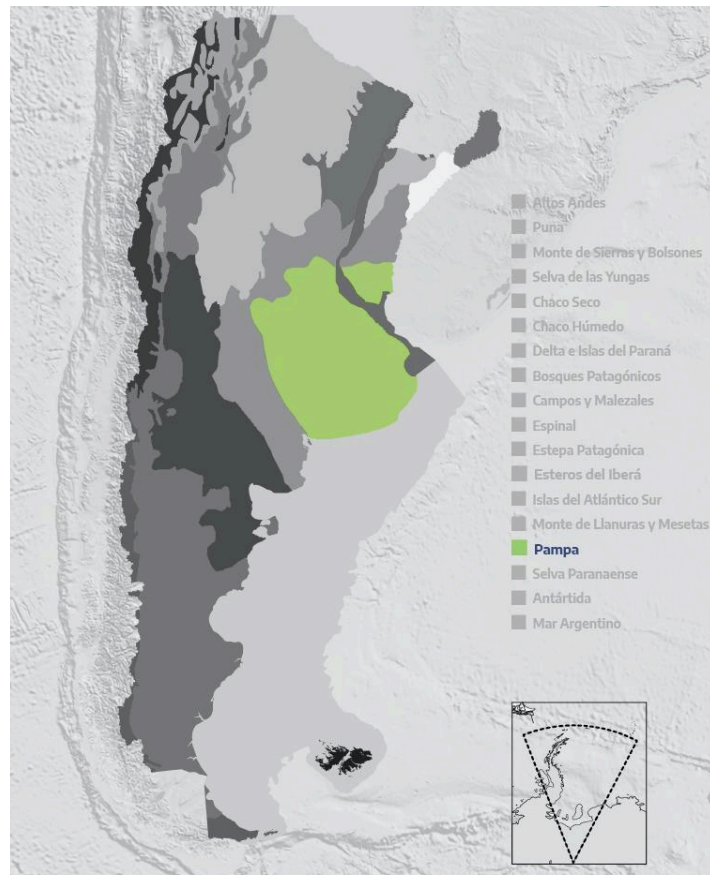 Altos Andes
Puna
Monte de Sierras y Bolsones
Selva de las Yungas
Chaco Seco
Chaco Húmedo
Delta e Islas del Paraná
Bosques Patagónicos
Campos y Malezales
Espinal
Estepa Patagónica
Esteros del Iberá
Islas del Atlántico Sur
Monte de Llanuras y Mesetas
Pampa
Selva Paranaense
Antártida
Mar Argentino